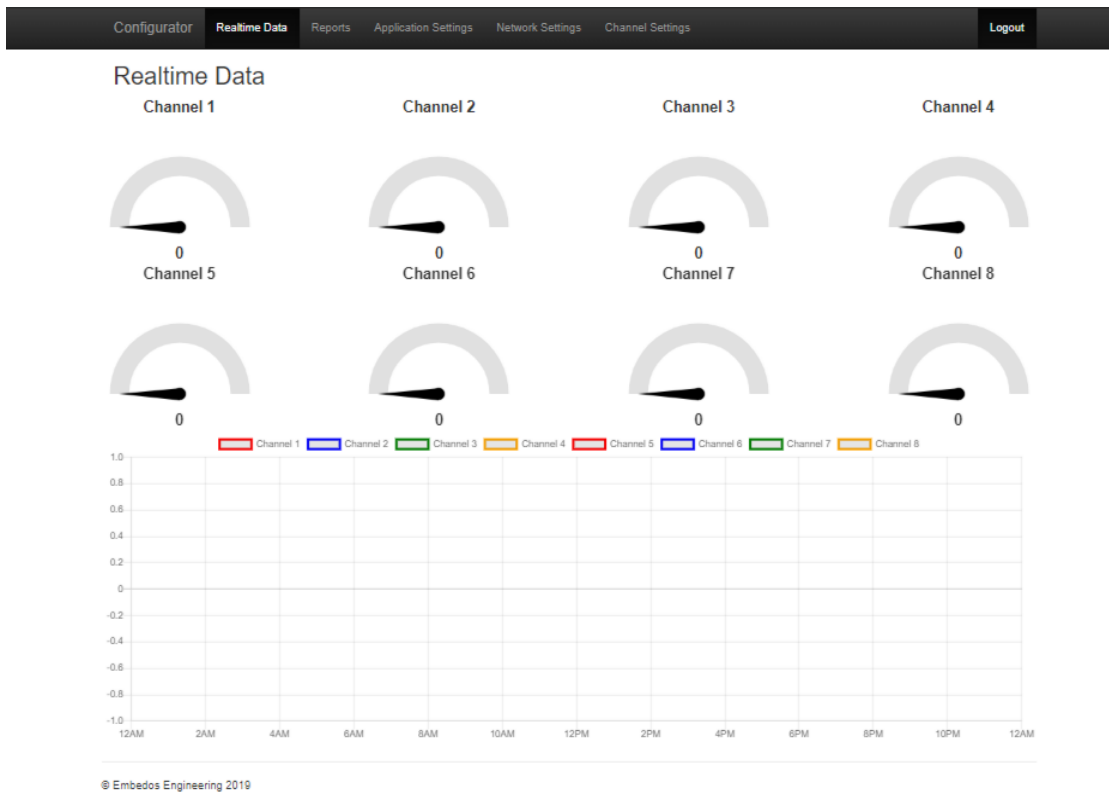 Configurator Realtime Data Reports Application Settings Network Settings Channel Settings Logout
Realtime Data
Channel 1 Channel 2 Channel 3 Channel 4
0 0 0 0
Channel 5 Channel 6 Channel 7 Channel 8
0 0 0 0
Channel 1 Channel 2 Channel 3 Channel 4 Channel 5 Channel 6 Channel 7 Channel 8
1.0
0.8
0.6
0.4
0.2
0
-0.2
-0.4
-0.6
-0.8
-1.0
12AM 2AM 4AM 6AM 8AM 10AM 12PM 2PM 4PM 6PM 8PM 10PM 12AM
© Embedos Engineering 2019